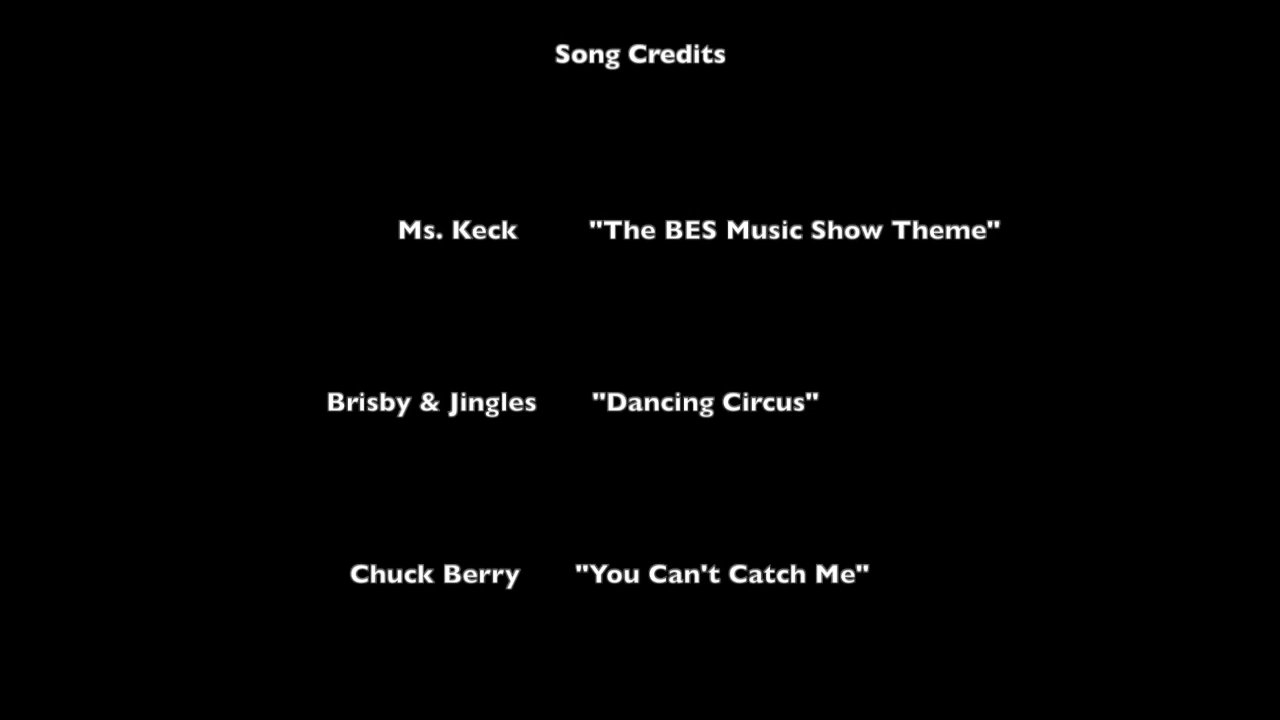 Song Credits
Ms. Keck "The BES Music Show Theme"
Brisby & Jingles "Dancing Circus"
Chuck Berry "You Can't Catch Me"